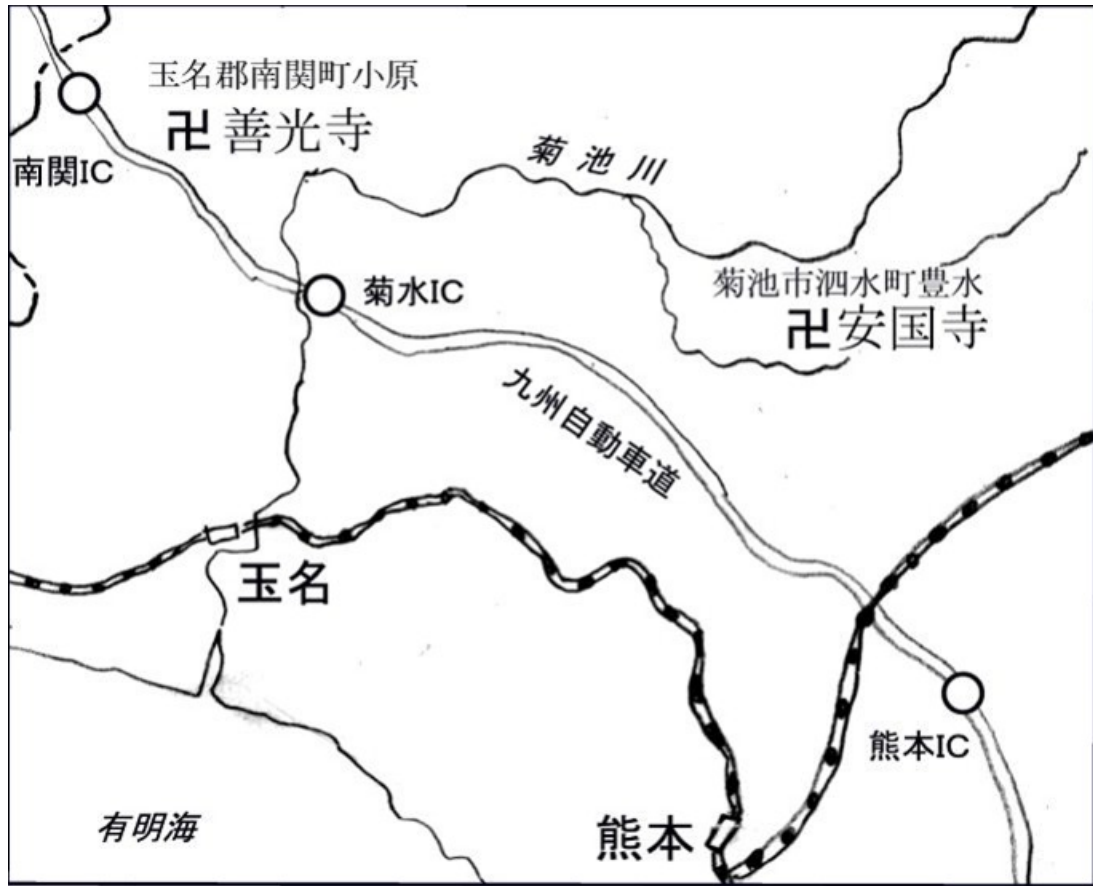 玉名郡南関町小原
卍善光寺
南関IC
菊池川
菊水IC
菊池市泗水町豊水
卍安国寺
九州自動車道
玉名
熊本IC
有明海
熊本